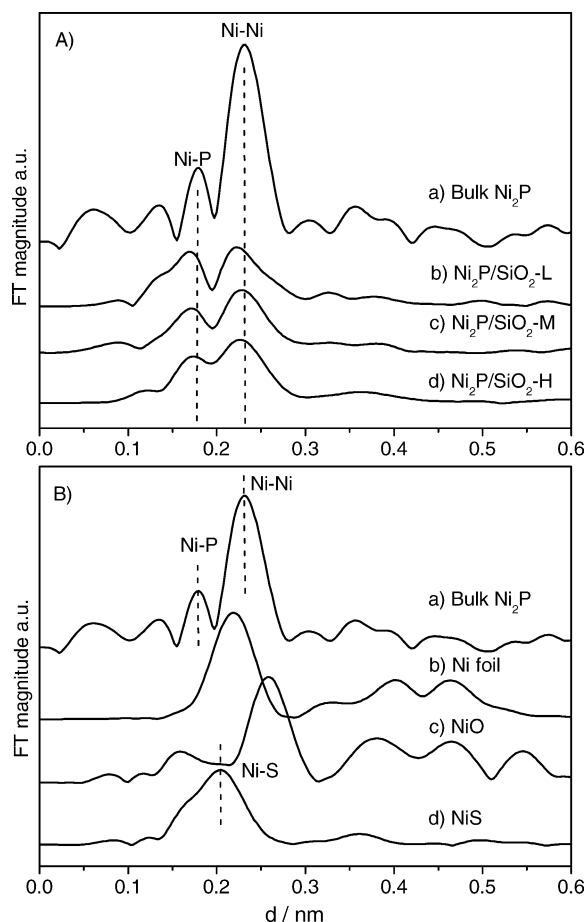 A)
Ni-Ni
Ni-P
a) Bulk Ni₂P
b) Ni₂P/SiO₂-L
c) Ni₂P/SiO₂-M
d) Ni₂P/SiO₂-H
FT magnitude a.u.
0.0 0.1 0.2 0.3 0.4 0.5 0.6
B)
Ni-Ni
Ni-P
a) Bulk Ni₂P
b) Ni foil
c) NiO
Ni-S
d) NiS
FT magnitude a.u.
0.0 0.1 0.2 0.3 0.4 0.5 0.6
d / nm